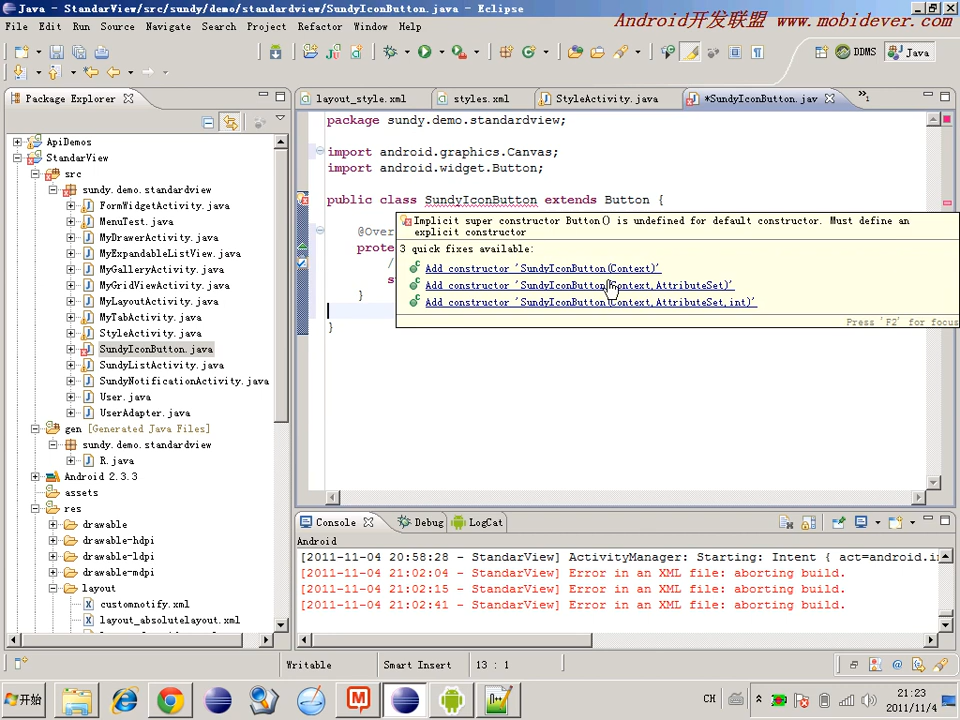 Java - StandarView/src/sundy/demo/standardview/SundyIconButton.java - Eclipse
Android开发联盟 www.mobidever.com
File Edit Run Source Navigate Search Project Refactor Window Help
DDMS Java
Package Explorer
layout_style.xml styles.xml StyleActivity.java *SundyIconButton.jav »1
ApiDemos
StandarView
src
sundy.demo.standardview
FormWidgetActivity.java
MenuTest.java
MyDrawerActivity.java
MyExpandableListView.java
MyGalleryActivity.java
MyGridViewActivity.java
MyLayoutActivity.java
MyTabActivity.java
StyleActivity.java
SundyIconButton.java
SundyListActivity.java
SundyNotificationActivity.java
User.java
UserAdapter.java
gen [Generated Java Files]
sundy.demo.standardview
R.java
Android 2.3.3
assets
res
drawable
drawable-hdpi
drawable-ldpi
drawable-mdpi
layout
customnotify.xml
layout_absolutelayout.xml
package sundy.demo.standardview;
import android.graphics.Canvas;
import android.widget.Button;
public class SundyIconButton extends Button {
@Over
prote
/
s
}
}
Implicit super constructor Button() is undefined for default constructor. Must define an
explicit constructor
3 quick fixes available:
Add constructor 'SundyIconButton(Context)'
Add constructor 'SundyIconButton(Context,AttributeSet)'
Add constructor 'SundyIconButton(Context,AttributeSet,int)'
Press 'F2' for focus
Console Debug LogCat
Android
[2011-11-04 20:58:28 - StandarView] ActivityManager: Starting: Intent { act=android.i
[2011-11-04 21:02:04 - StandarView] Error in an XML file: aborting build.
[2011-11-04 21:02:15 - StandarView] Error in an XML file: aborting build.
[2011-11-04 21:02:41 - StandarView] Error in an XML file: aborting build.
Writable Smart Insert 13 : 1
开始
CH
21:23
2011/11/4